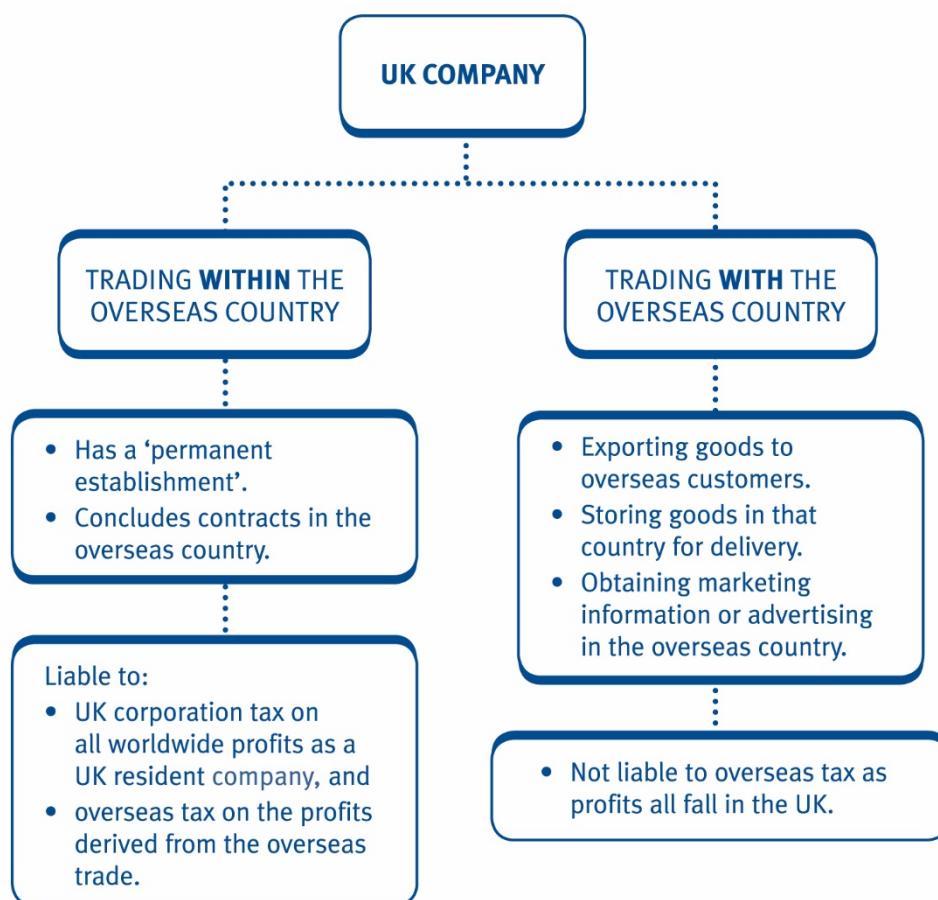 UK COMPANY
TRADING WITHIN THE
OVERSEAS COUNTRY
• Has a ‘permanent
establishment’.
• Concludes contracts in the
overseas country.
Liable to:
• UK corporation tax on
all worldwide profits as a
UK resident company, and
• overseas tax on the profits
derived from the overseas
trade.
TRADING WITH THE
OVERSEAS COUNTRY
• Exporting goods to
overseas customers.
• Storing goods in that
country for delivery.
• Obtaining marketing
information or advertising
in the overseas country.
• Not liable to overseas tax as
profits all fall in the UK.